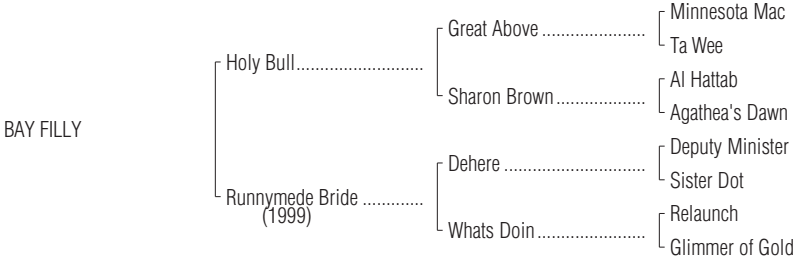 Minnesota Mac
Great Above ......................
Ta Wee
Holy Bull...........................
Al Hattab
Sharon Brown...................
Agathea's Dawn
BAY FILLY
Deputy Minister
Dehere ..............................
Sister Dot
Runnymede Bride .............
(1999)
Relaunch
Whats Doin.......................
Glimmer of Gold